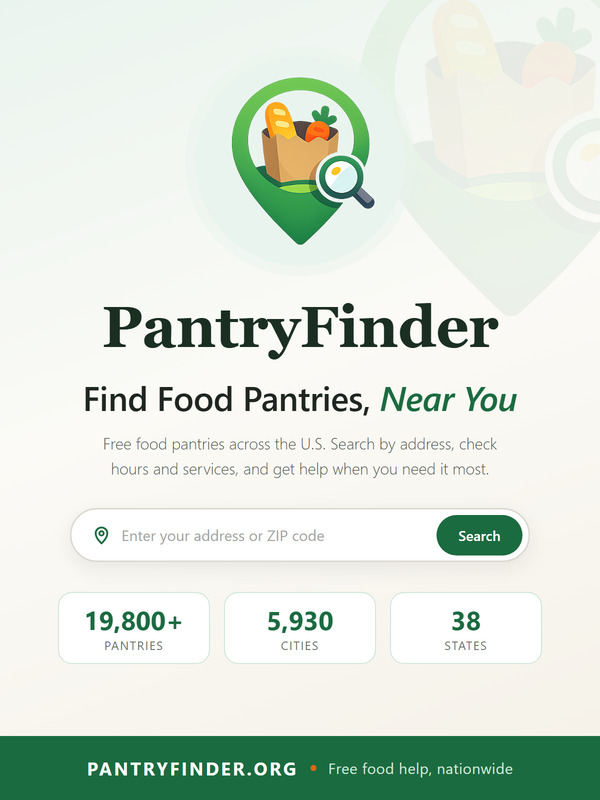 PantryFinder
Find Food Pantries, Near You
Free food pantries across the U.S. Search by address, check
hours and services, and get help when you need it most.
Enter your address or ZIP code
Search
19,800+
PANTRIES
5,930
CITIES
38
STATES
PANTRYFINDER.ORG • Free food help, nationwide